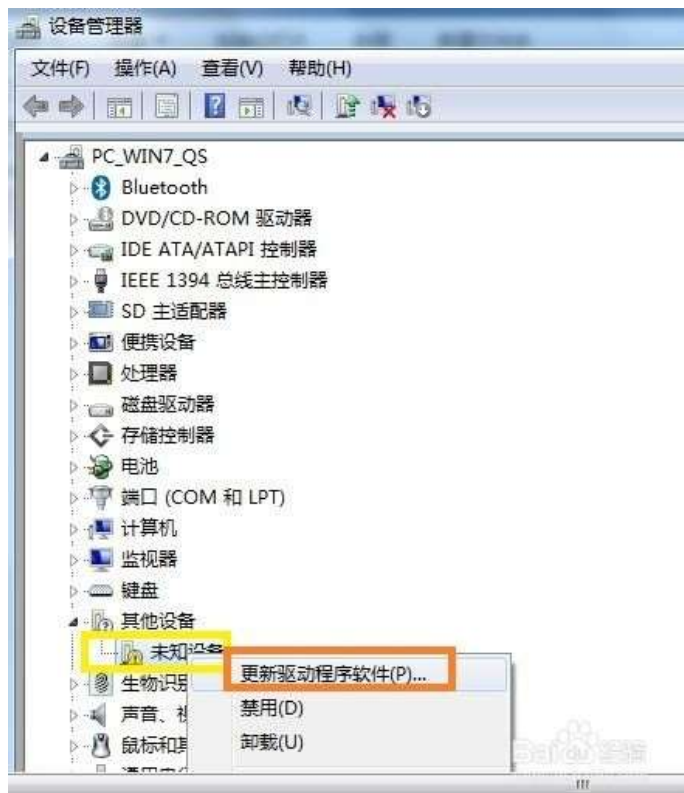 设备管理器
文件(F) 操作(A) 查看(V) 帮助(H)
PC_WIN7_QS
Bluetooth
DVD/CD-ROM 驱动器
IDE ATA/ATAPI 控制器
IEEE 1394 总线主控制器
SD 主适配器
便携设备
处理器
磁盘驱动器
存储控制器
电池
端口 (COM 和 LPT)
计算机
监视器
键盘
其他设备
未知设备
更新驱动程序软件(P)...
生物识别
禁用(D)
声音、
卸载(U)
鼠标和
Baidu 经验